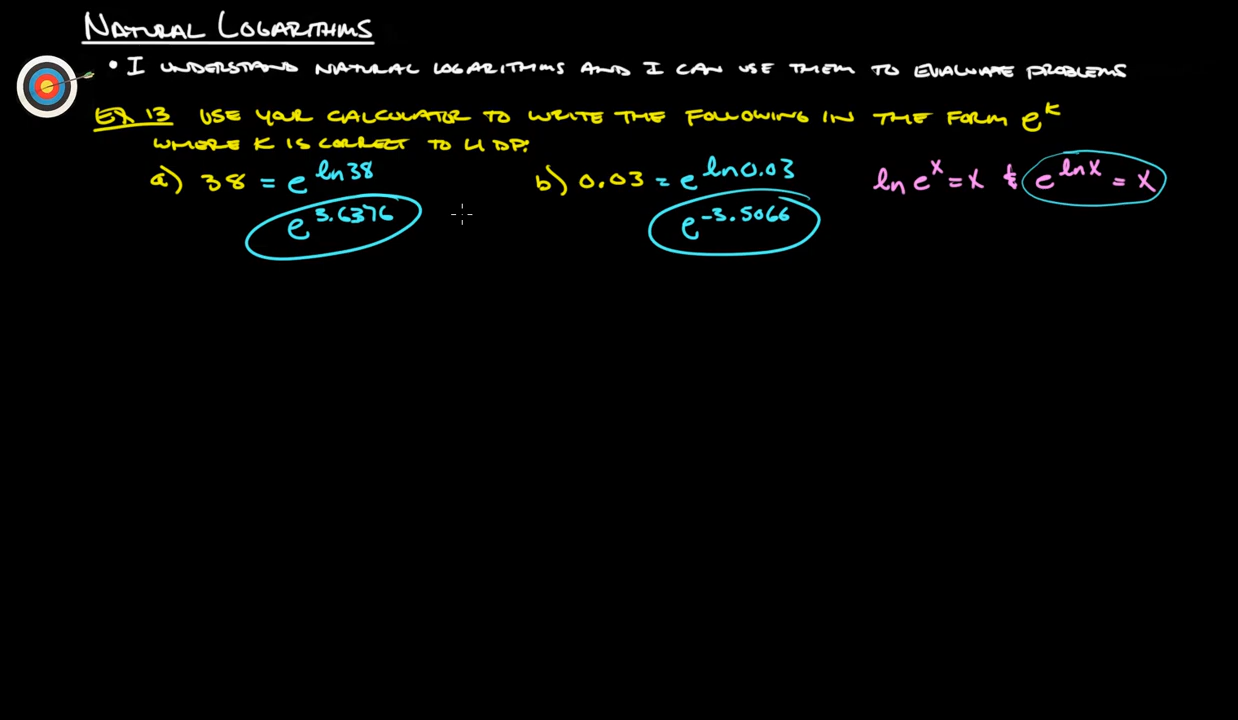 NATURAL LOGARITHMS
• I UNDERSTAND NATURAL LOGARITHMS AND I CAN USE THEM TO EVALUATE PROBLEMS
EX 13 USE YOUR CALCULATOR TO WRITE THE FOLLOWING IN THE FORM e^k
WHERE K IS CORRECT TO 4 DP.
a) 38 = e^ln38 b) 0.03 = e^ln0.03 ln e^x = x & e^lnx = x
e^3.6376 e^-3.5066